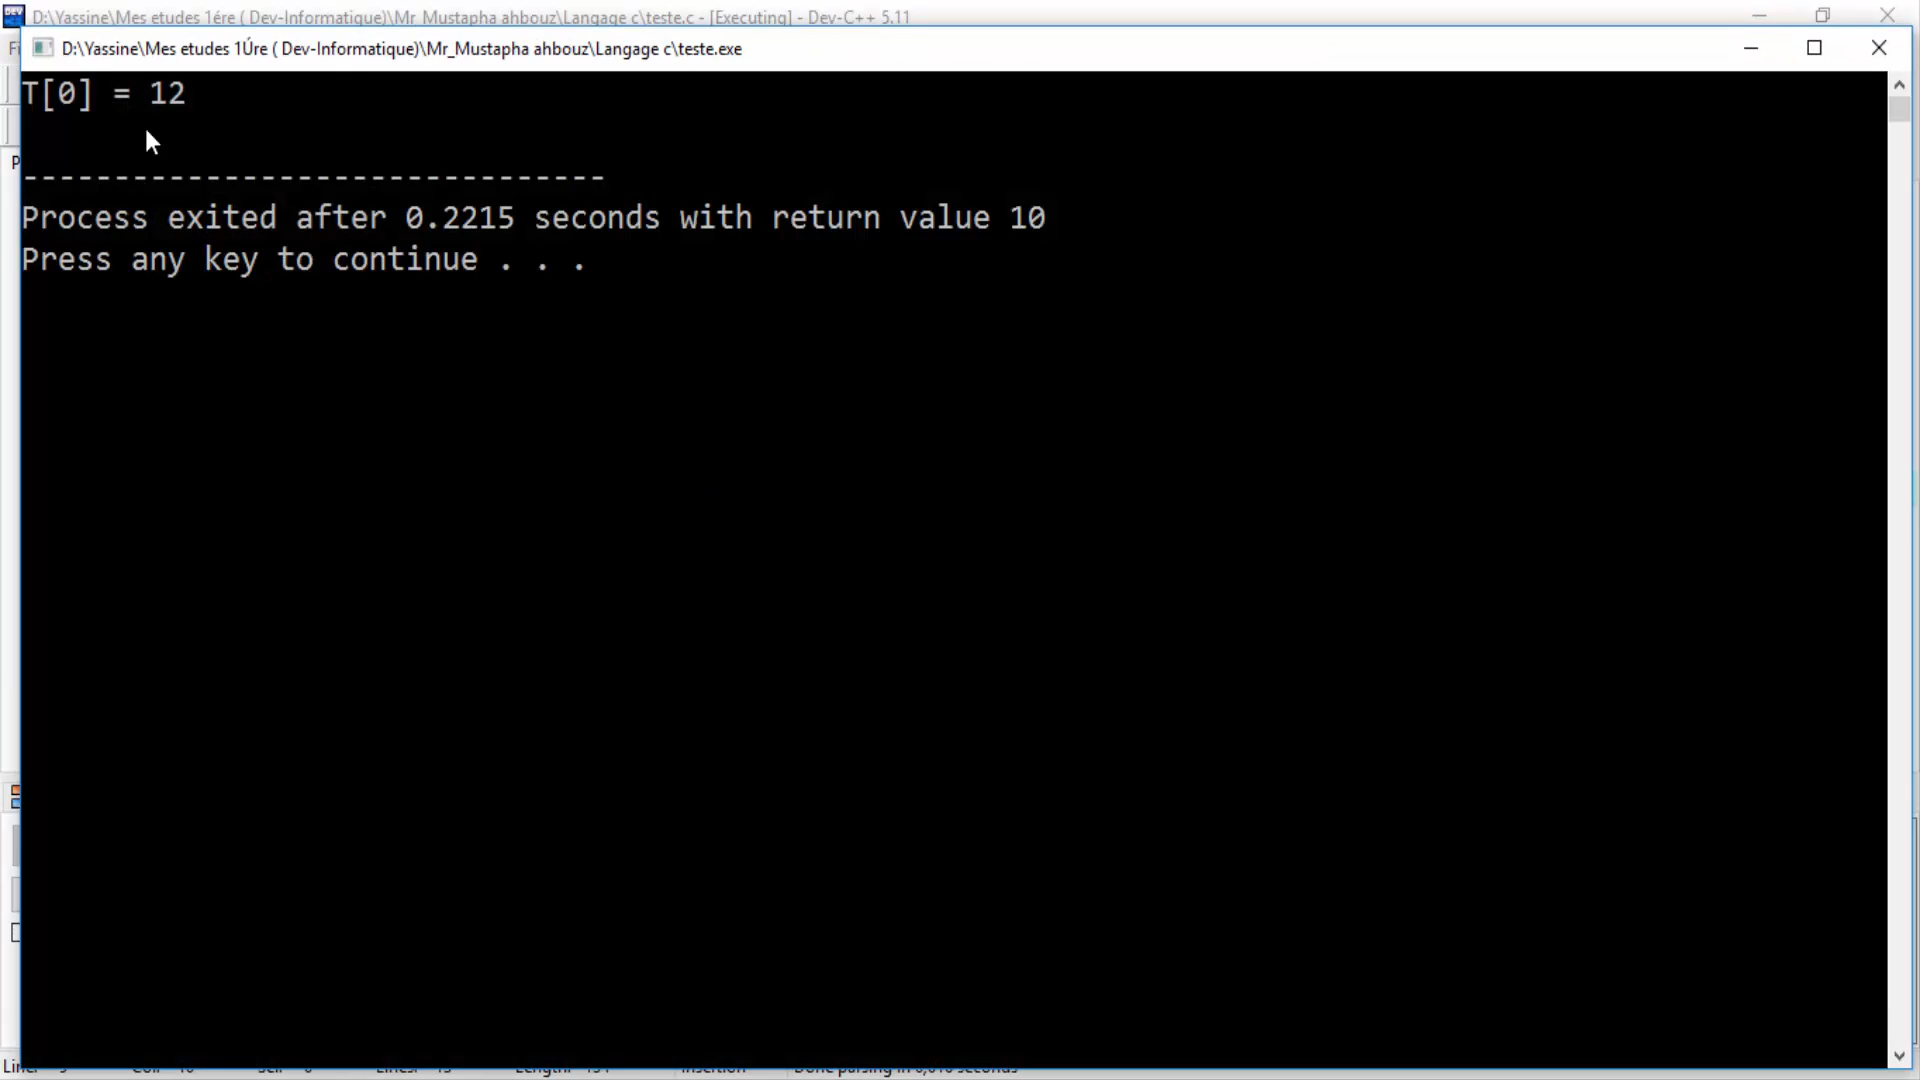 D:\Yassine\Mes etudes 1ére ( Dev-Informatique)\Mr_Mustapha ahbouz\Langage c\teste.c - [Executing] - Dev-C++ 5.11
D:\Yassine\Mes etudes 1Úre ( Dev-Informatique)\Mr_Mustapha ahbouz\Langage c\teste.exe
T[0] = 12
--------------------------------
Process exited after 0.2215 seconds with return value 10
Press any key to continue . . .